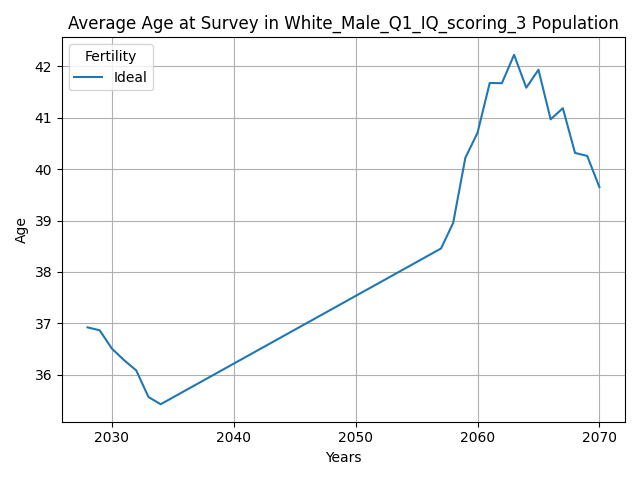 Average Age at Survey in White_Male_Q1_IQ_scoring_3 Population
Fertility
Ideal
42
41
40
39
38
37
36
Age
2030
2040
2050
2060
2070
Years